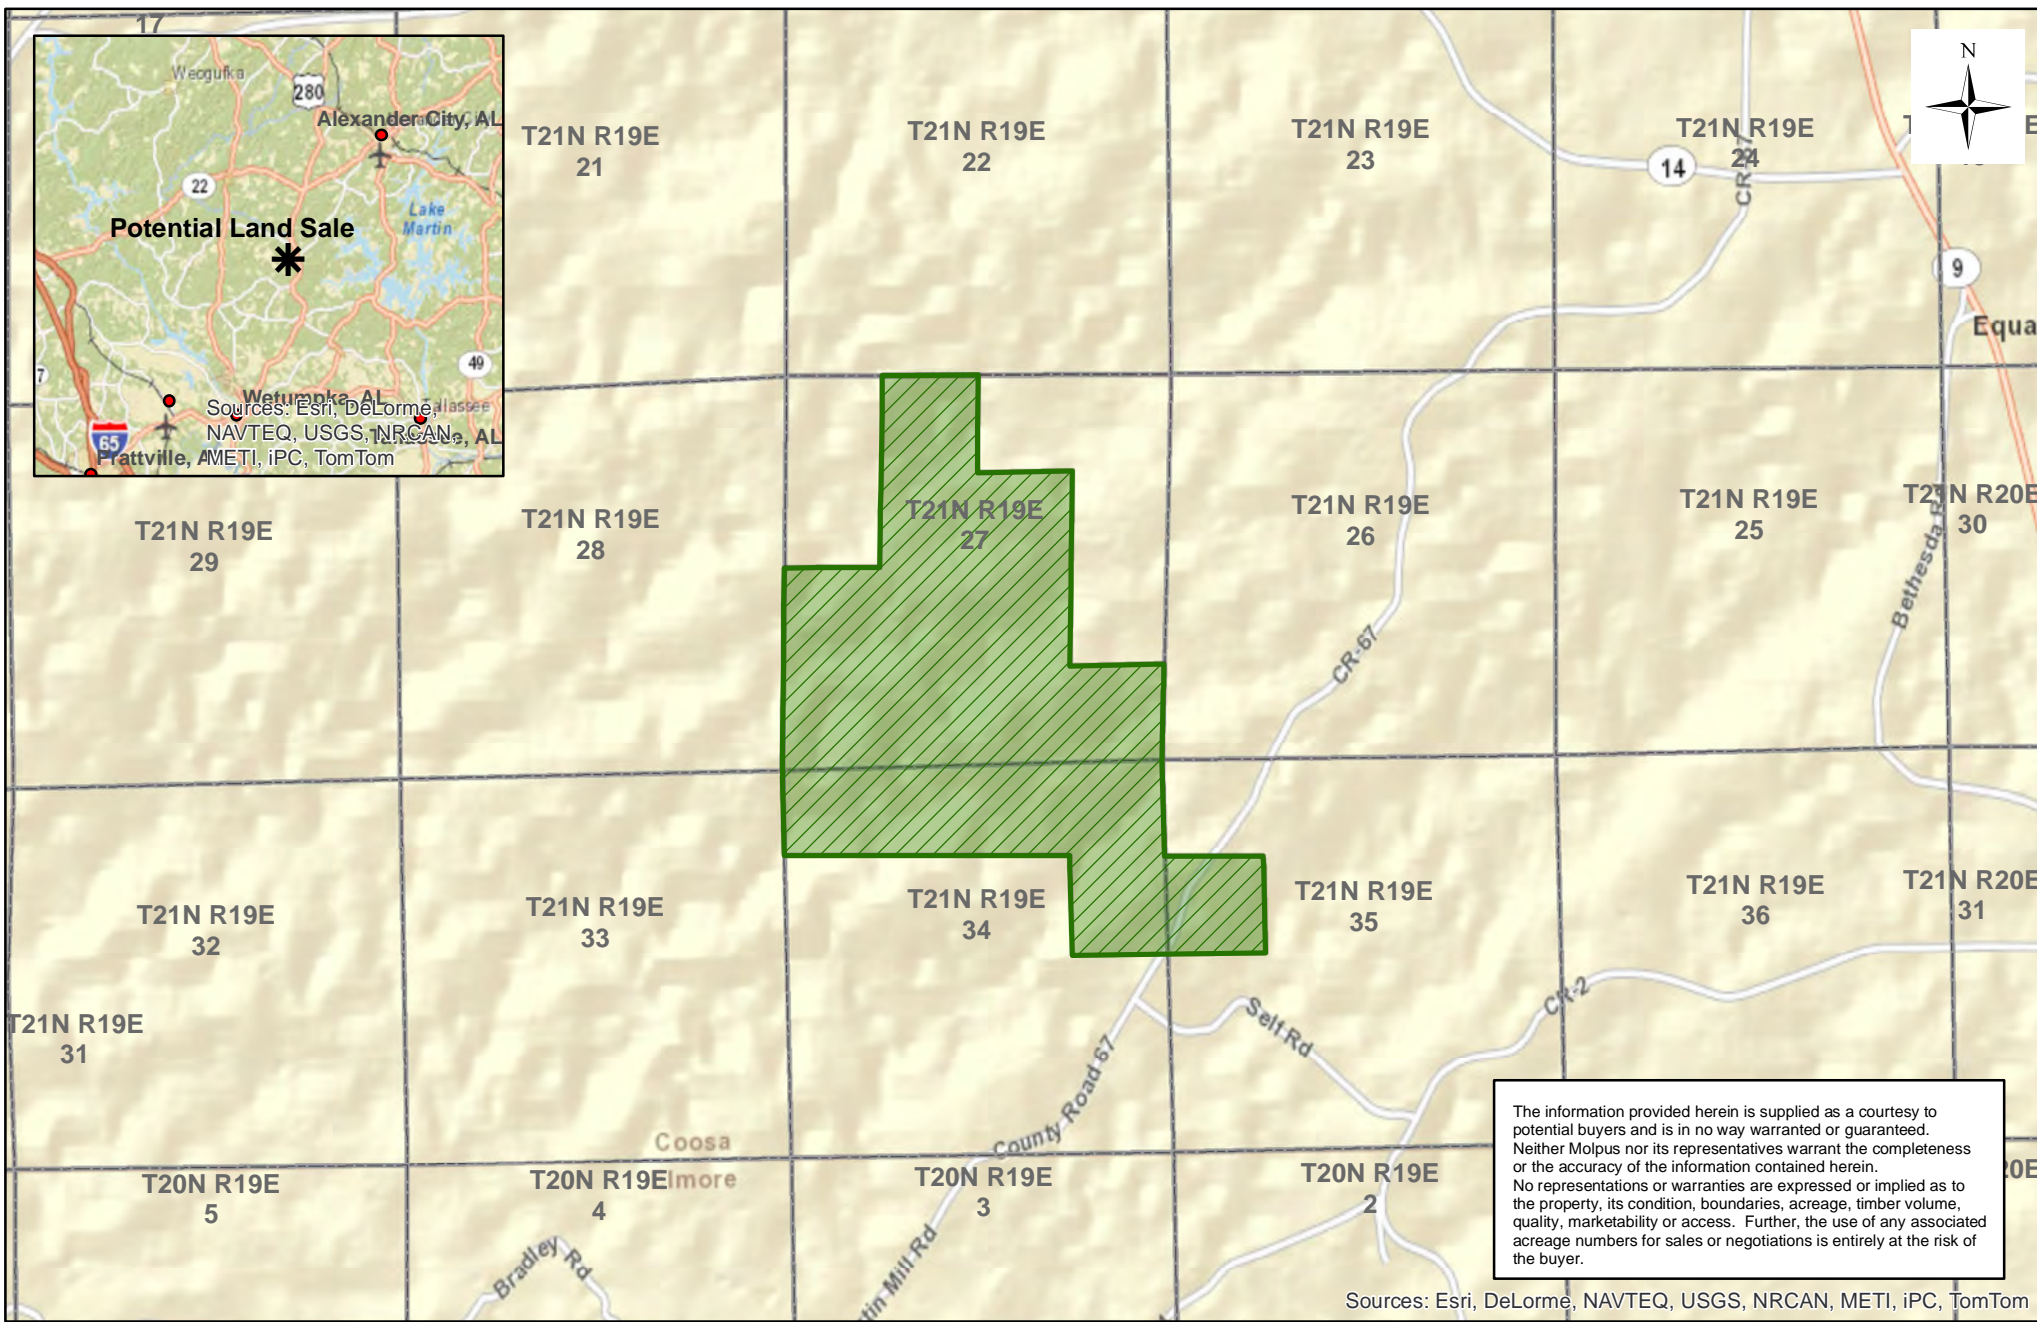 17
Weogufka
280
Alexander City, AL
22
Lake
Martin
Potential Land Sale
49
7
Wetumpka, AL
Tallassee
Tallassee, AL
65
Prattville, A
Sources: Esri, DeLorme,
NAVTEQ, USGS, NRCAN,
METI, iPC, TomTom
N
T21N R19E
21
T21N R19E
22
T21N R19E
23
T21N R19E
24
14
CR-67
9
Equa
T21N R19E
29
T21N R19E
28
T21N R19E
27
T21N R19E
26
T21N R19E
25
T21N R20E
30
Bethesda Rd
CR-67
T21N R19E
32
T21N R19E
33
T21N R19E
34
T21N R19E
35
T21N R19E
36
T21N R20E
31
T21N R19E
31
Self Rd
CR-2
County Road 67
Coosa
lmore
T20N R19E
5
T20N R19E
4
T20N R19E
3
T20N R19E
2
20E
Bradley Rd
tin Mill Rd
The information provided herein is supplied as a courtesy to
potential buyers and is in no way warranted or guaranteed.
Neither Molpus nor its representatives warrant the completeness
or the accuracy of the information contained herein.
No representations or warranties are expressed or implied as to
the property, its condition, boundaries, acreage, timber volume,
quality, marketability or access. Further, the use of any associated
acreage numbers for sales or negotiations is entirely at the risk of
the buyer.
Sources: Esri, DeLorme, NAVTEQ, USGS, NRCAN, METI, iPC, TomTom